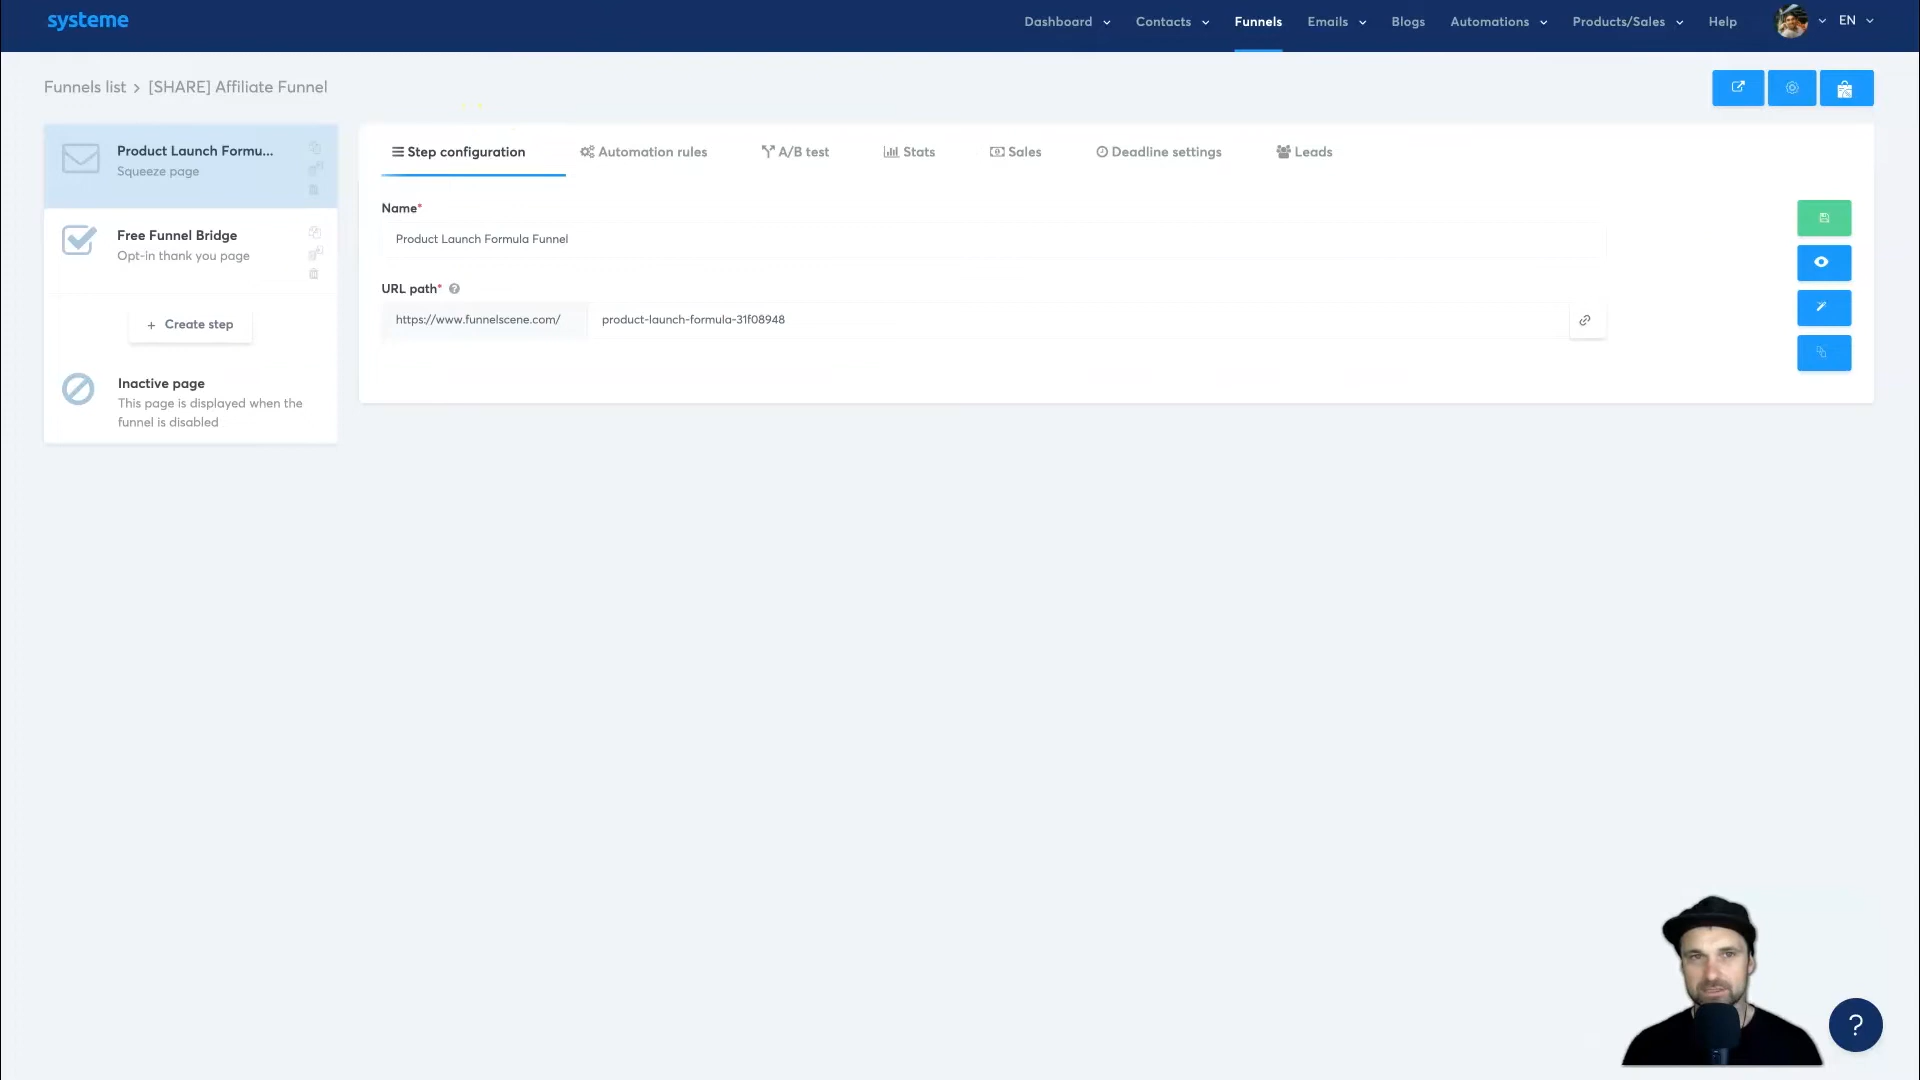 systeme
Dashboard Contacts Funnels Emails Blogs Automations Products/Sales Help EN
Funnels list > [SHARE] Affiliate Funnel
Product Launch Formu...
Squeeze page
Free Funnel Bridge
Opt-in thank you page
+ Create step
Inactive page
This page is displayed when the
funnel is disabled
Step configuration Automation rules A/B test Stats Sales Deadline settings Leads
Name*
Product Launch Formula Funnel
URL path* ?
https://www.funnelscene.com/ product-launch-formula-31f08948
?